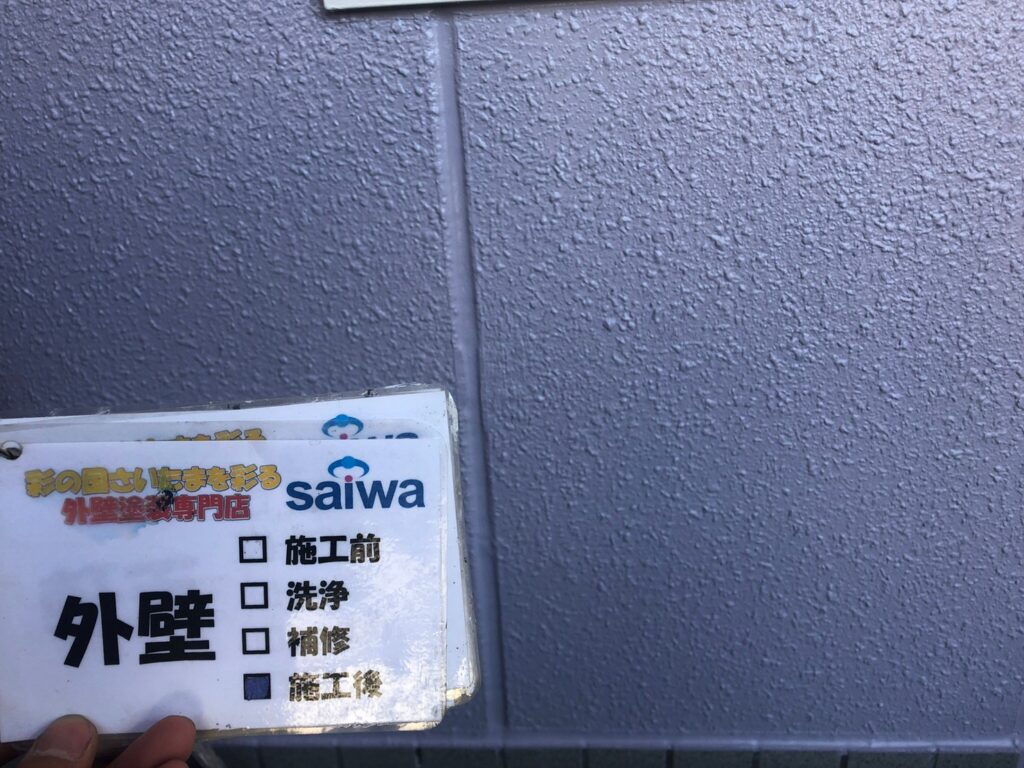 彩の国さいたまを彩る
外壁塗装専門店
saiwa
外壁
施工前
洗浄
補修
施工後